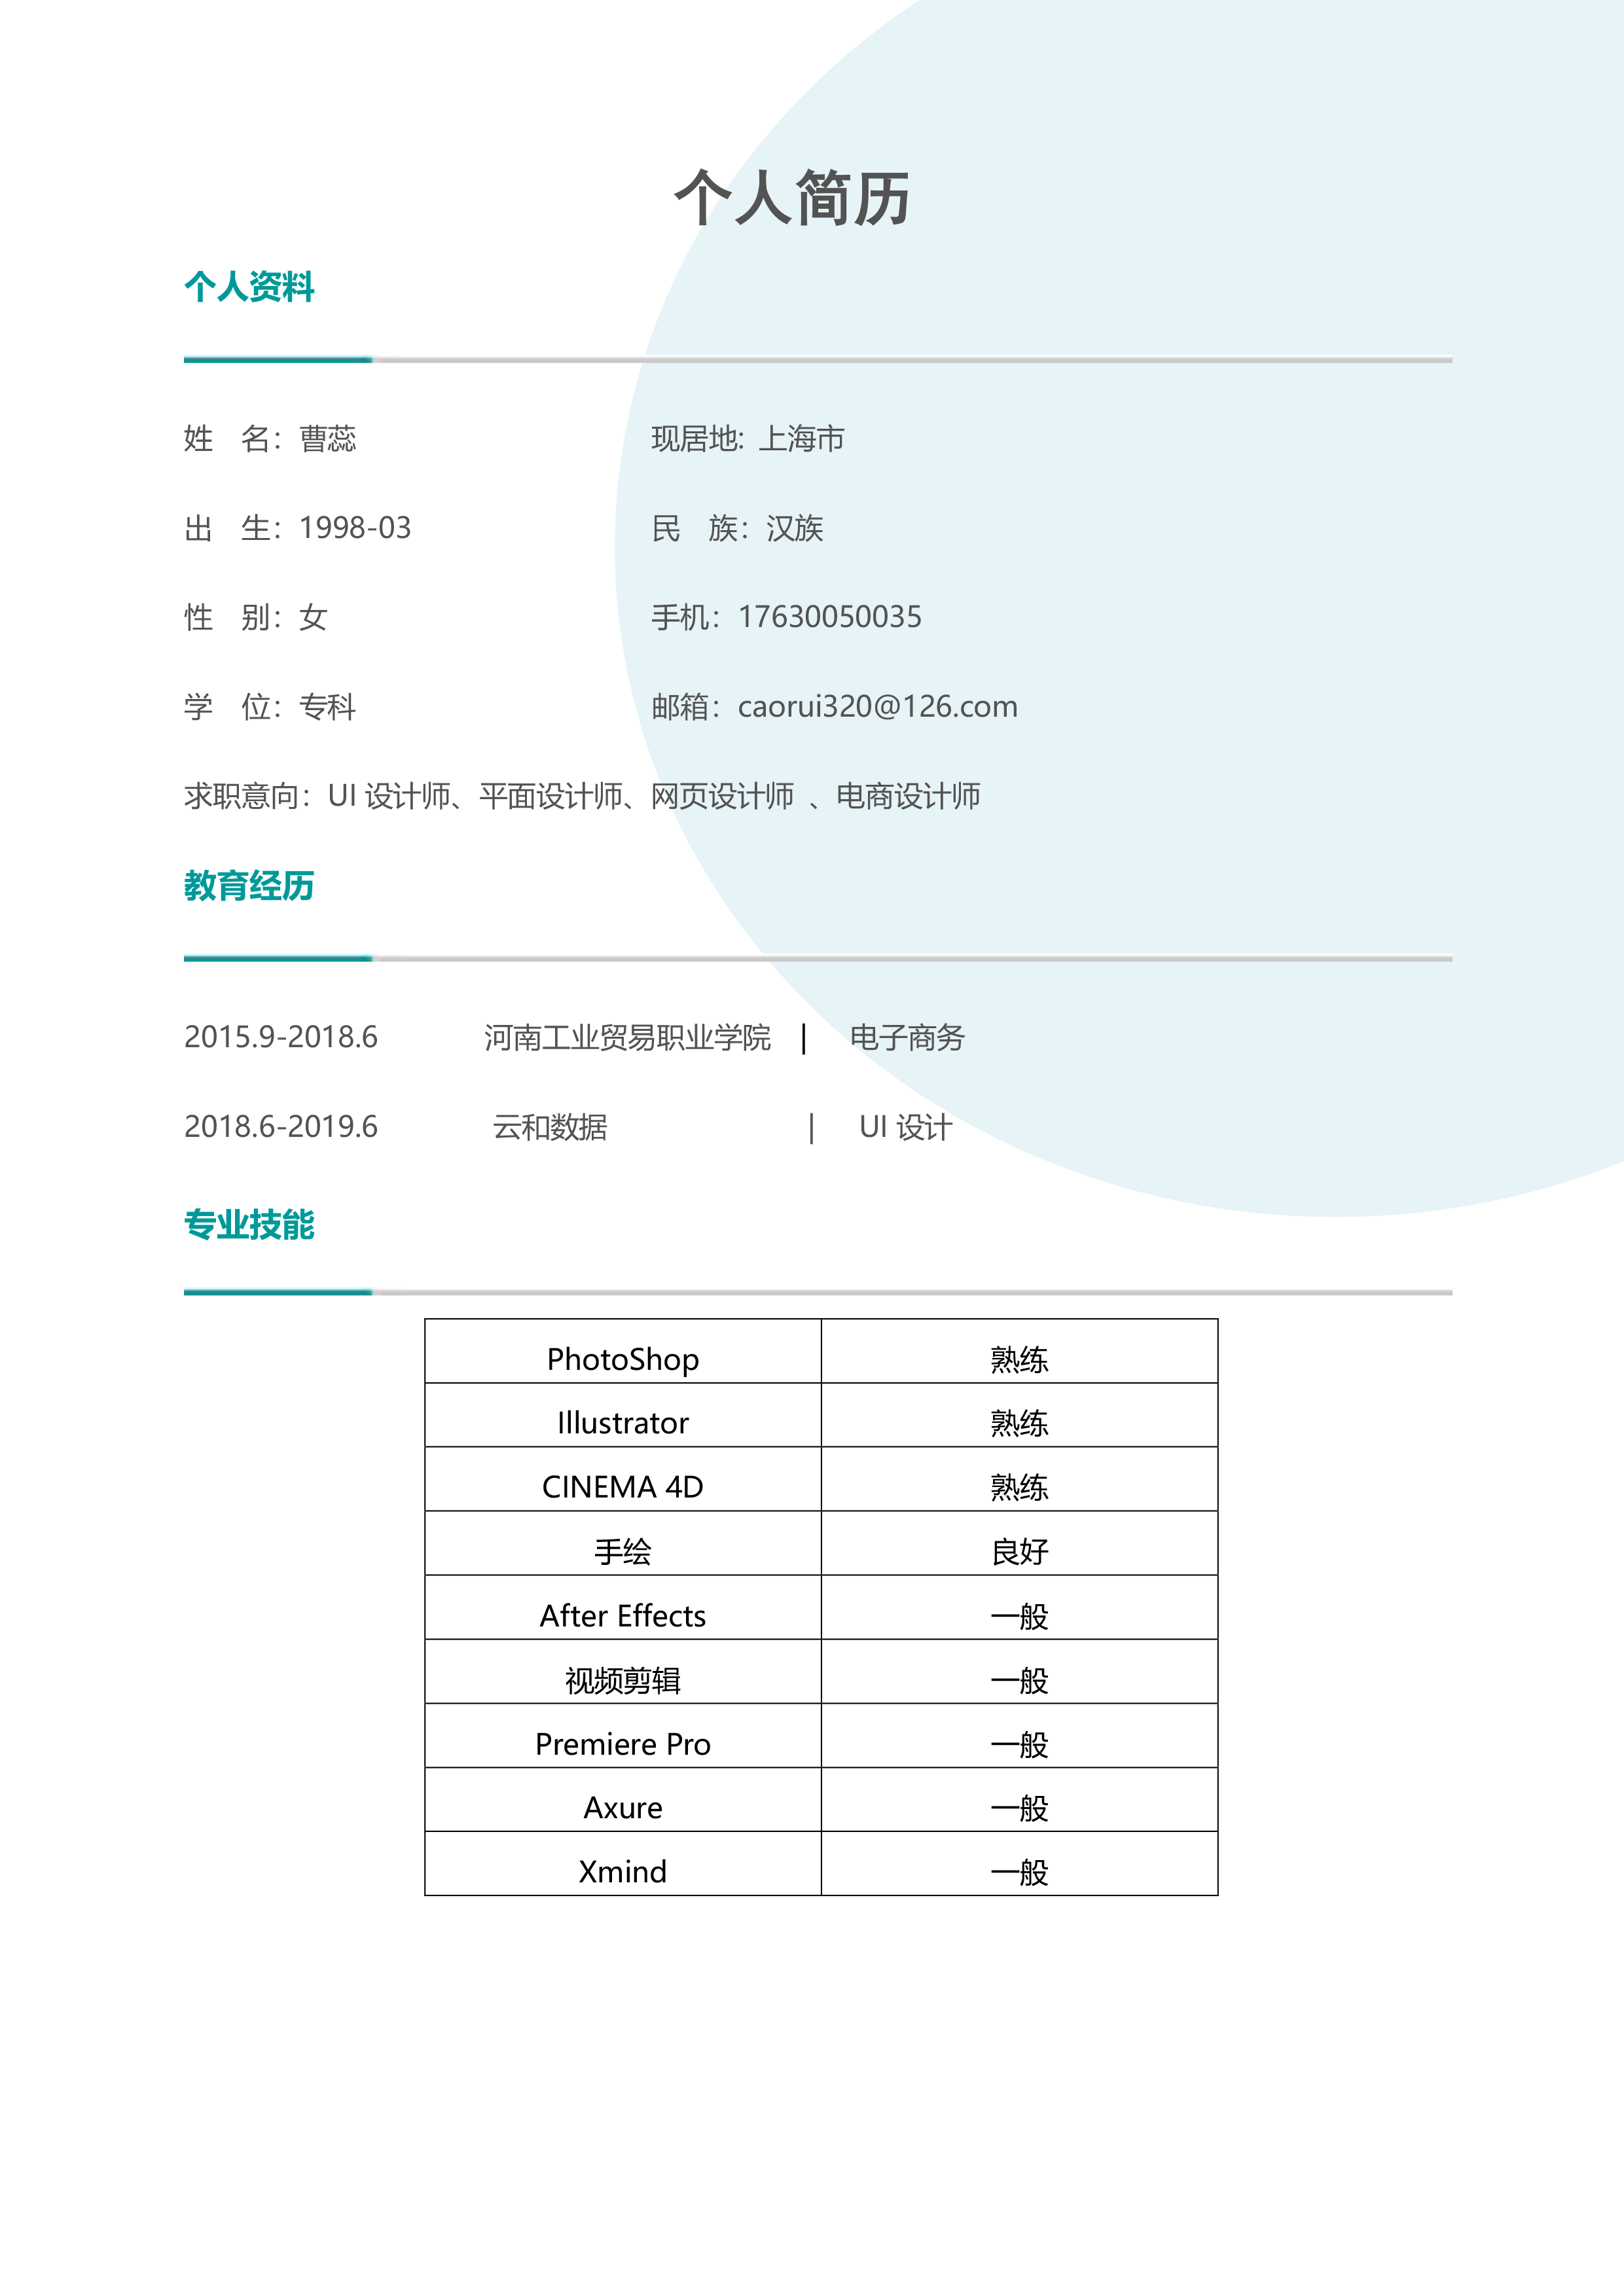 个人简历
个人资料
姓 名：曹蕊 现居地：上海市
出 生：1998-03 民 族：汉族
性 别：女 手机：17630050035
学 位：专科 邮箱：caorui320@126.com
求职意向：UI 设计师、平面设计师、网页设计师 、电商设计师
教育经历
2015.9-2018.6 河南工业贸易职业学院 | 电子商务
2018.6-2019.6 云和数据 | UI 设计
专业技能
PhotoShop 熟练
Illustrator 熟练
CINEMA 4D 熟练
手绘 良好
After Effects 一般
视频剪辑 一般
Premiere Pro 一般
Axure 一般
Xmind 一般